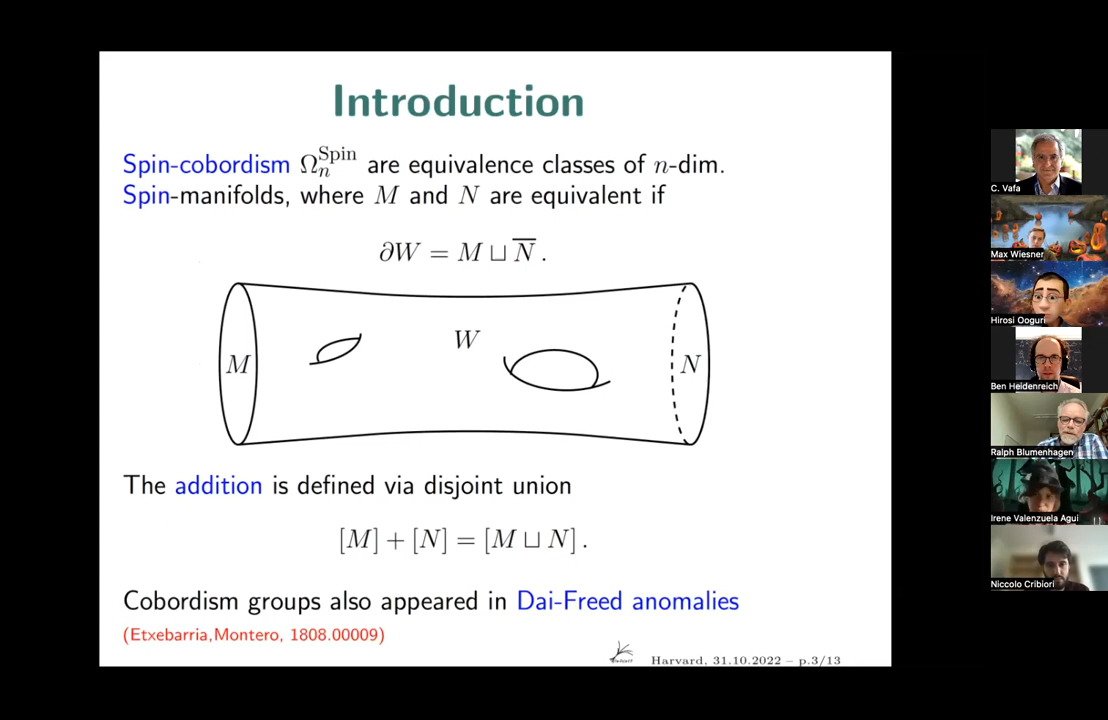 Introduction
Spin-cobordism Ω_n^Spin are equivalence classes of n-dim.
Spin-manifolds, where M and N are equivalent if
∂W = M ⊔ N̅ .
W
M
N
The addition is defined via disjoint union
[M] + [N] = [M ⊔ N] .
Cobordism groups also appeared in Dai-Freed anomalies
(Etxebarria,Montero, 1808.00009)
Harvard, 31.10.2022 – p.3/13
C. Vafa
Max Wiesner
Hirosi Ooguri
Ben Heidenreich
Ralph Blumenhagen
Irene Valenzuela Agui
Niccolo Cribiori